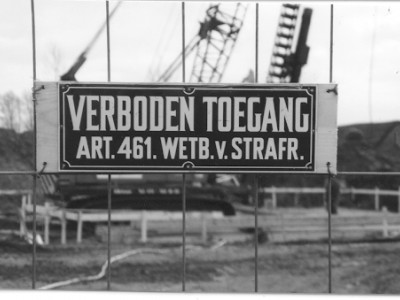 VERBODEN TOEGANG
ART. 461. WETB. v. STRAFR.